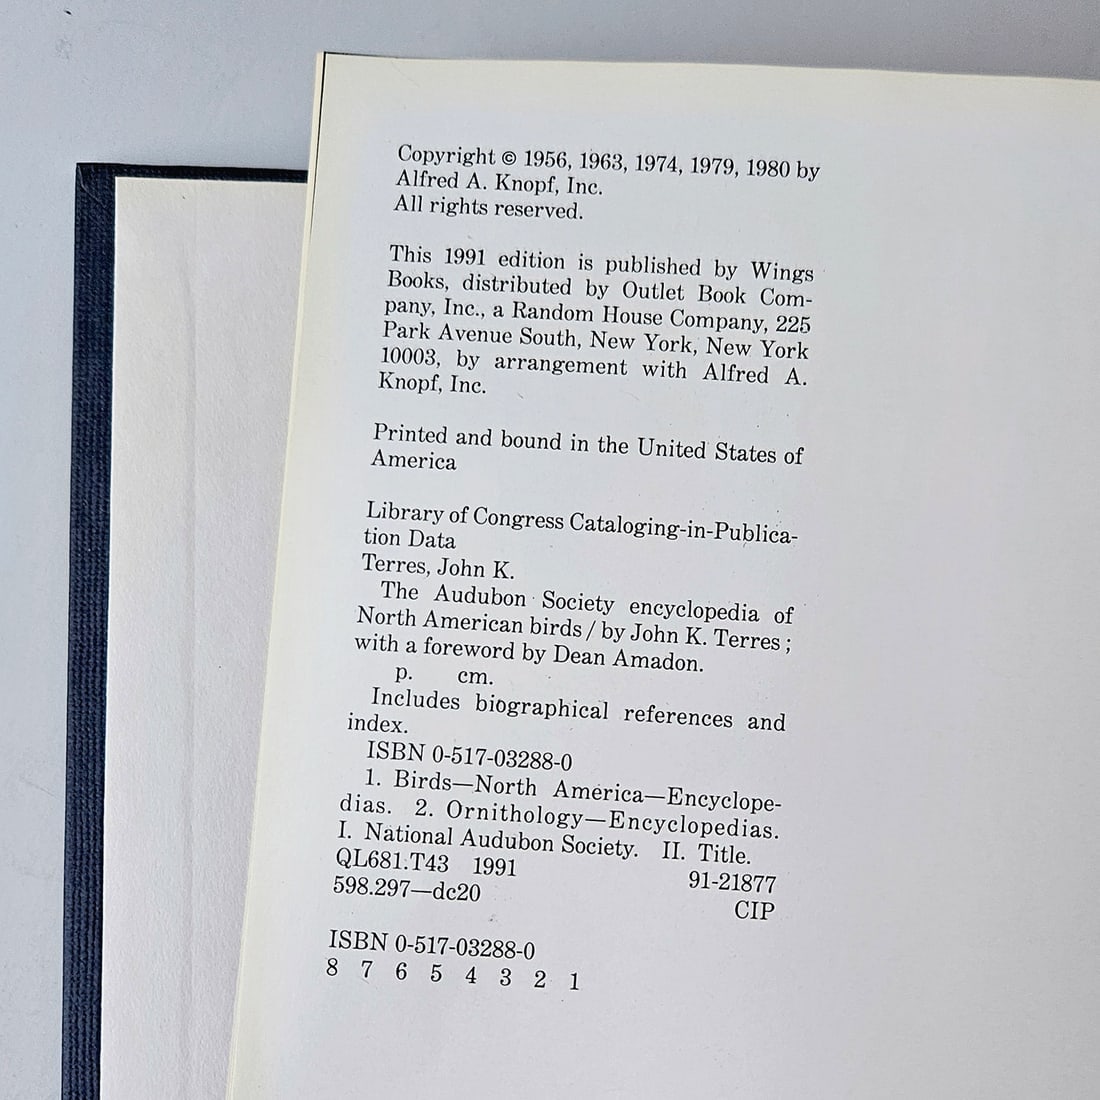 Copyright © 1956, 1963, 1974, 1979, 1980 by
Alfred A. Knopf, Inc.
All rights reserved.
This 1991 edition is published by Wings
Books, distributed by Outlet Book Com-
pany, Inc., a Random House Company, 225
Park Avenue South, New York, New York
10003, by arrangement with Alfred A.
Knopf, Inc.
Printed and bound in the United States of
America
Library of Congress Cataloging-in-Publica-
tion Data
Terres, John K.
The Audubon Society encyclopedia of
North American birds / by John K. Terres ;
with a foreword by Dean Amadon.
p. cm.
Includes biographical references and
index.
ISBN 0-517-03288-0
1. Birds—North America—Encyclope-
dias. 2. Ornithology—Encyclopedias.
I. National Audubon Society. II. Title.
QL681.T43 1991 91-21877
598.297—dc20 CIP
ISBN 0-517-03288-0
8 7 6 5 4 3 2 1